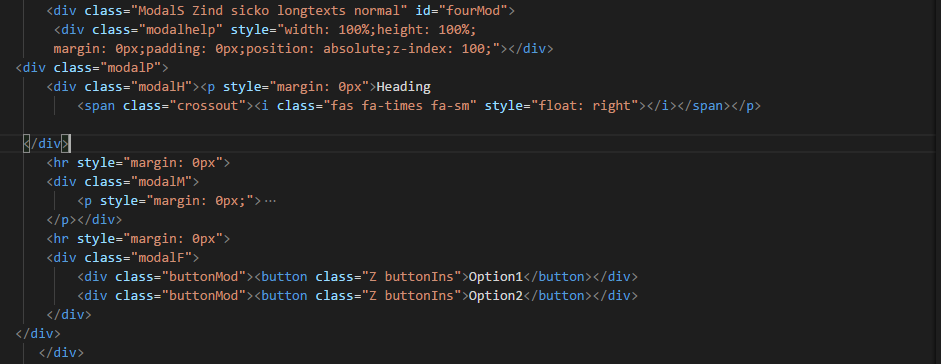 <div class="ModalS Zind sicko longtexts normal" id="fourMod">
<div class="modalhelp" style="width: 100%;height: 100%;
margin: 0px;padding: 0px;position: absolute;z-index: 100;"></div>
<div class="modalP">
<div class="modalH"><p style="margin: 0px">Heading
<span class="crossout"><i class="fas fa-times fa-sm" style="float: right"></i></span></p>
</div>
<hr style="margin: 0px">
<div class="modalM">
<p style="margin: 0px;">···
</p></div>
<hr style="margin: 0px">
<div class="modalF">
<div class="buttonMod"><button class="Z buttonIns">Option1</button></div>
<div class="buttonMod"><button class="Z buttonIns">Option2</button></div>
</div>
</div>
</div>